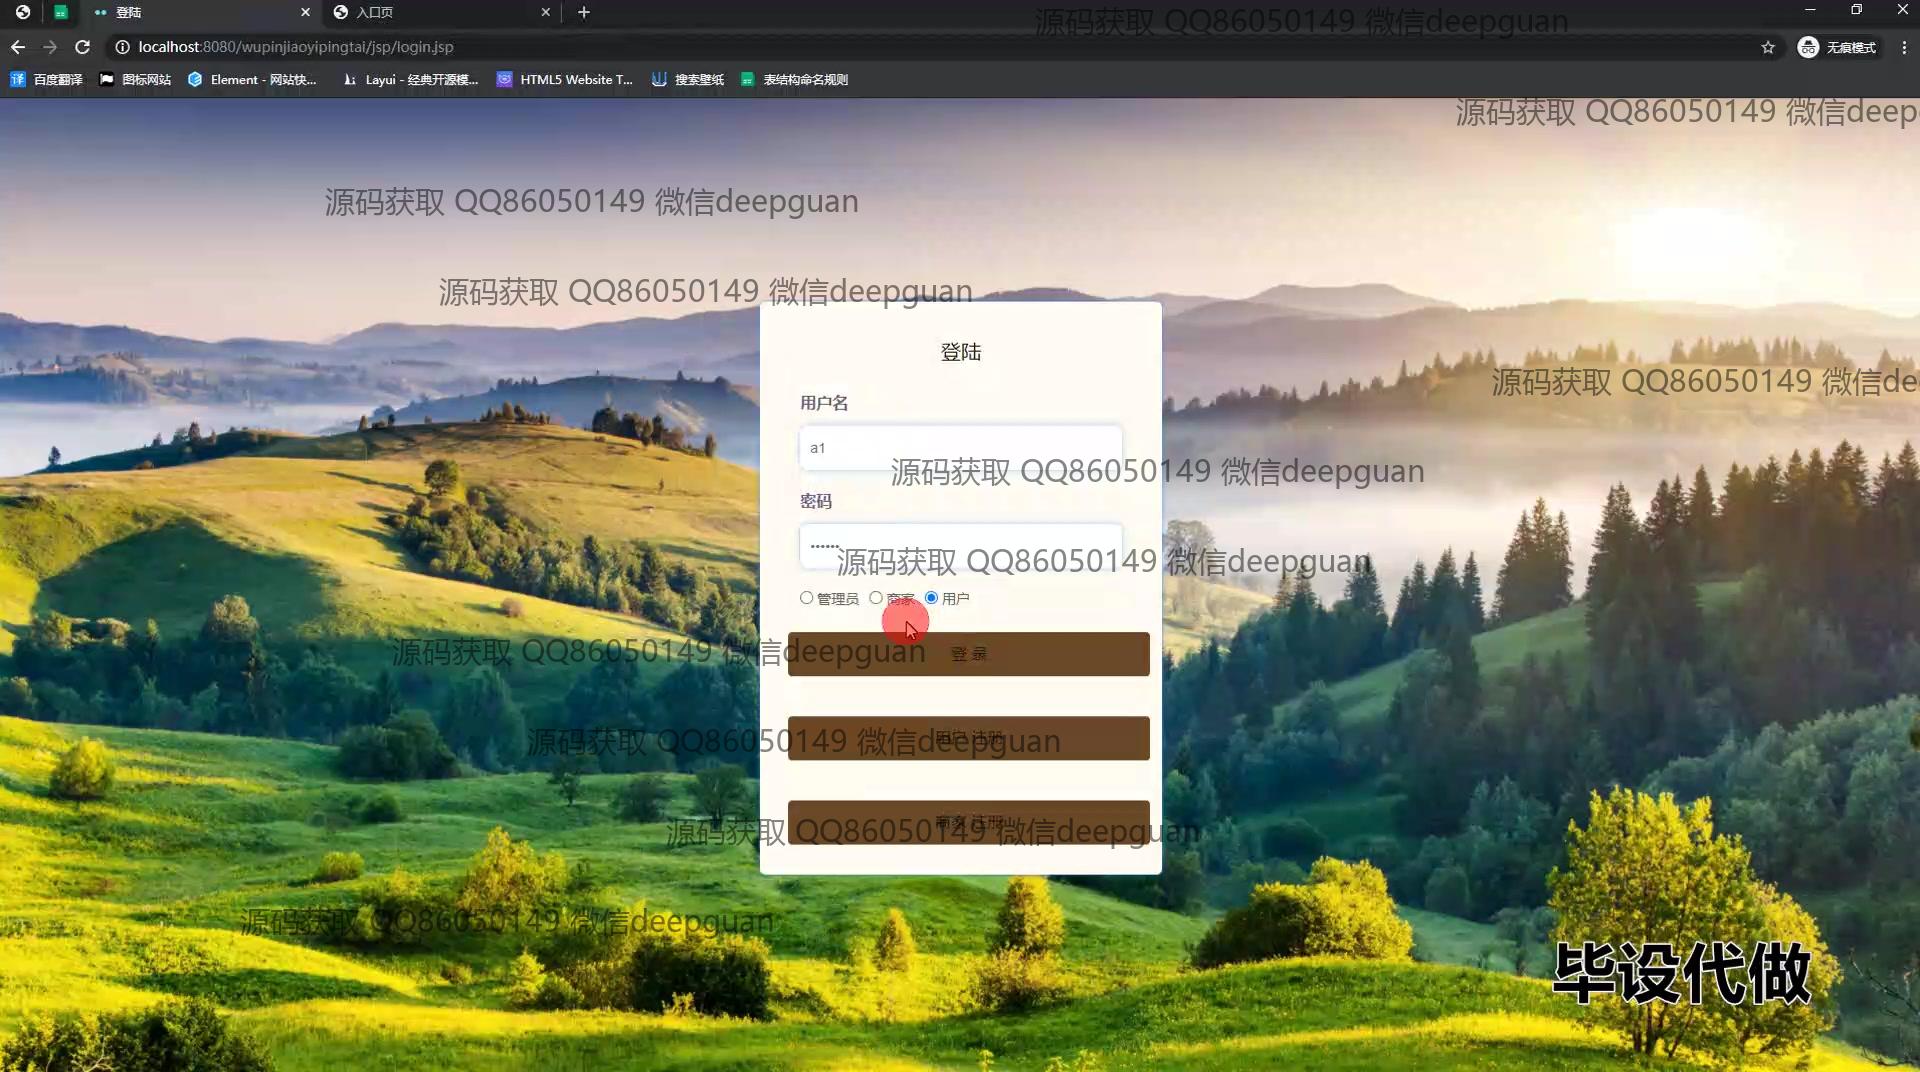 登陆
入口页
源码获取 QQ86050149 微信deepguan
localhost:8080/wupinjiaoyipingtai/jsp/login.jsp
无痕模式
译 百度翻译
图标网站
Element - 网站快...
Layui - 经典开源模...
HTML5 Website T...
搜索壁纸
表结构命名规则
源码获取 QQ86050149 微信deep
源码获取 QQ86050149 微信deepguan
源码获取 QQ86050149 微信deepguan
登陆
源码获取 QQ86050149 微信de
用户名
a1
源码获取 QQ86050149 微信deepguan
密码
••••••
源码获取 QQ86050149 微信deepguan
管理员 商家 用户
源码获取 QQ86050149 微信deepguan
登 录
源码获取 QQ86050149 微信deepguan
用户 注册
源码获取 QQ86050149 微信deepguan
商家 注册
源码获取 QQ86050149 微信deepguan
毕设代做